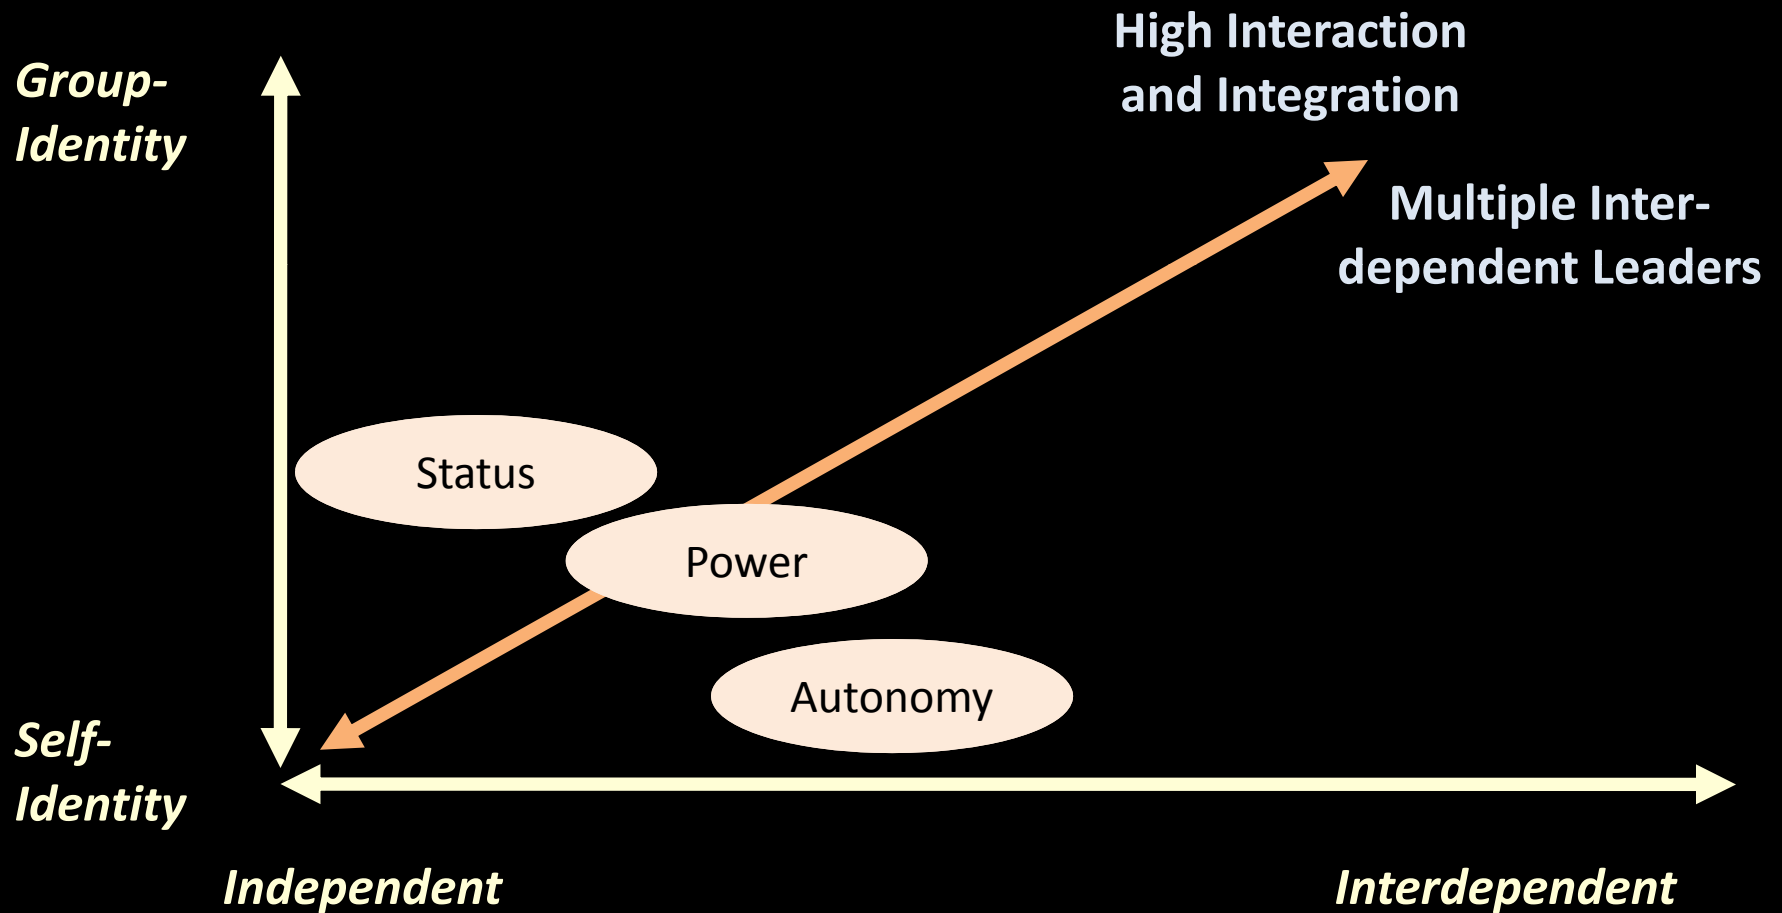 High Interaction
and Integration
Group-
Identity
Multiple Inter-
dependent Leaders
Status
Power
Autonomy
Self-
Identity
Independent
Interdependent